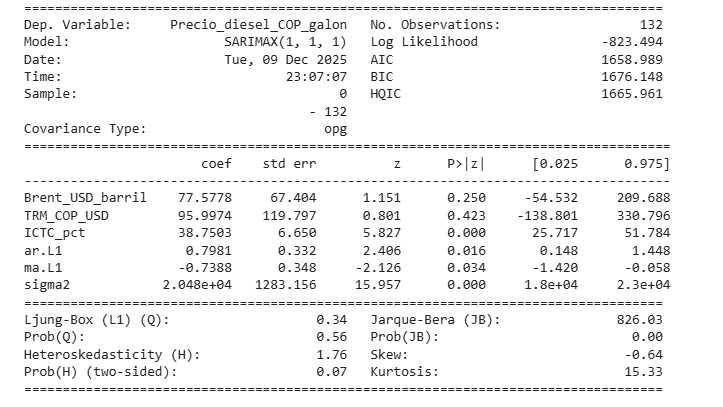 ==============================================================================
Dep. Variable: Precio_diesel_COP_galon No. Observations: 132
Model: SARIMAX(1, 1, 1) Log Likelihood -823.494
Date: Tue, 09 Dec 2025 AIC 1658.989
Time: 23:07:07 BIC 1676.148
Sample: 0 HQIC 1665.961
- 132
Covariance Type: opg
==============================================================================
coef std err z P>|z| [0.025 0.975]
------------------------------------------------------------------------------
Brent_USD_barril 77.5778 67.404 1.151 0.250 -54.532 209.688
TRM_COP_USD 95.9974 119.797 0.801 0.423 -138.801 330.796
ICTC_pct 38.7503 6.650 5.827 0.000 25.717 51.784
ar.L1 0.7981 0.332 2.406 0.016 0.148 1.448
ma.L1 -0.7388 0.348 -2.126 0.034 -1.420 -0.058
sigma2 2.048e+04 1283.156 15.957 0.000 1.8e+04 2.3e+04
==============================================================================
Ljung-Box (L1) (Q): 0.34 Jarque-Bera (JB): 826.03
Prob(Q): 0.56 Prob(JB): 0.00
Heteroskedasticity (H): 1.76 Skew: -0.64
Prob(H) (two-sided): 0.07 Kurtosis: 15.33
==============================================================================